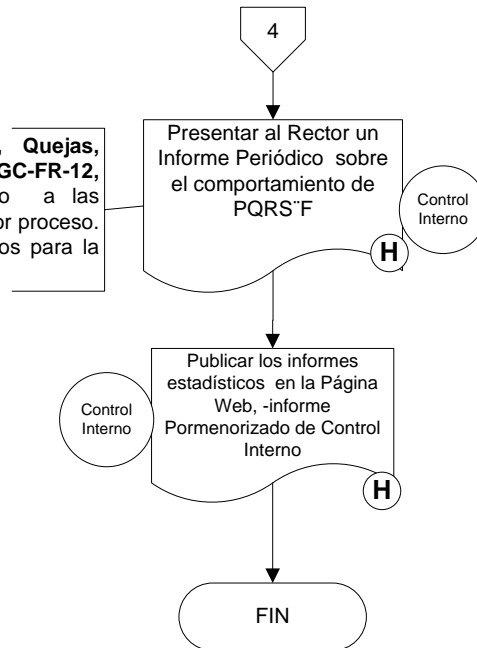 4
Presentar al Rector un
Informe Periódico sobre
el comportamiento de
PQRS¨F
Control
Interno
H
, Quejas,
GC-FR-12,
o a las
or proceso.
os para la
Publicar los informes
estadísticos en la Página
Web, -informe
Pormenorizado de Control
Interno
Control
Interno
H
FIN